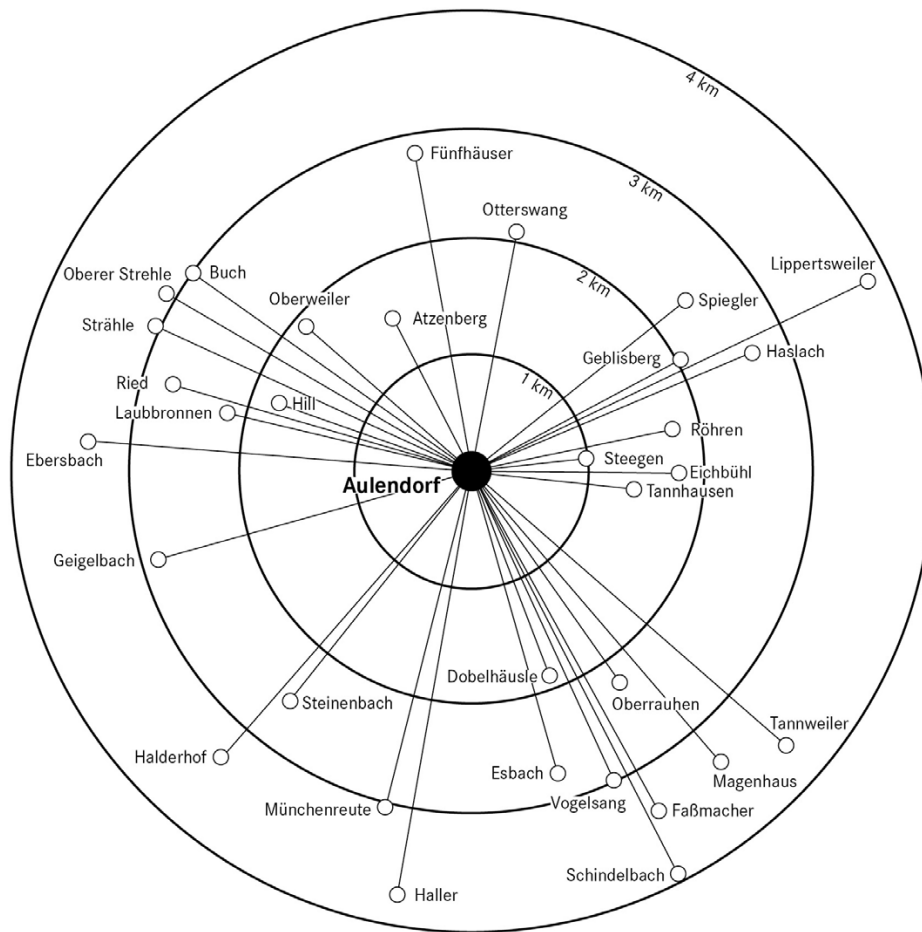 4 km
Fünfhäuser
3 km
Otterswang
Lippertsweiler
Oberer Strehle
Buch
2 km
Spiegler
Oberweiler
Atzenberg
Strähle
Geblisberg
Haslach
1 km
Ried
Hill
Laubbronnen
Röhren
Ebersbach
Steegen
Eichbühl
Aulendorf
Tannhausen
Geigelbach
Dobelhäusle
Steinenbach
Oberrauhen
Tannweiler
Halderhof
Esbach
Magenhaus
Münchenreute
Vogelsang
Faßmacher
Schindelbach
Haller